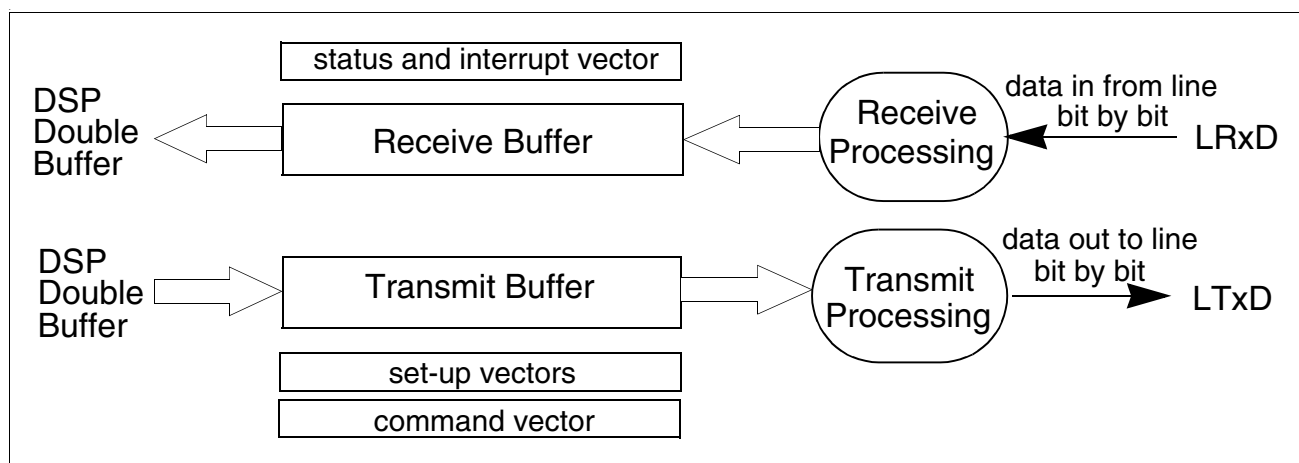 status and interrupt vector
DSP
Double
Buffer
Receive Buffer
Receive
Processing
data in from line
bit by bit
LRxD
DSP
Double
Buffer
Transmit Buffer
Transmit
Processing
data out to line
bit by bit
LTxD
set-up vectors
command vector